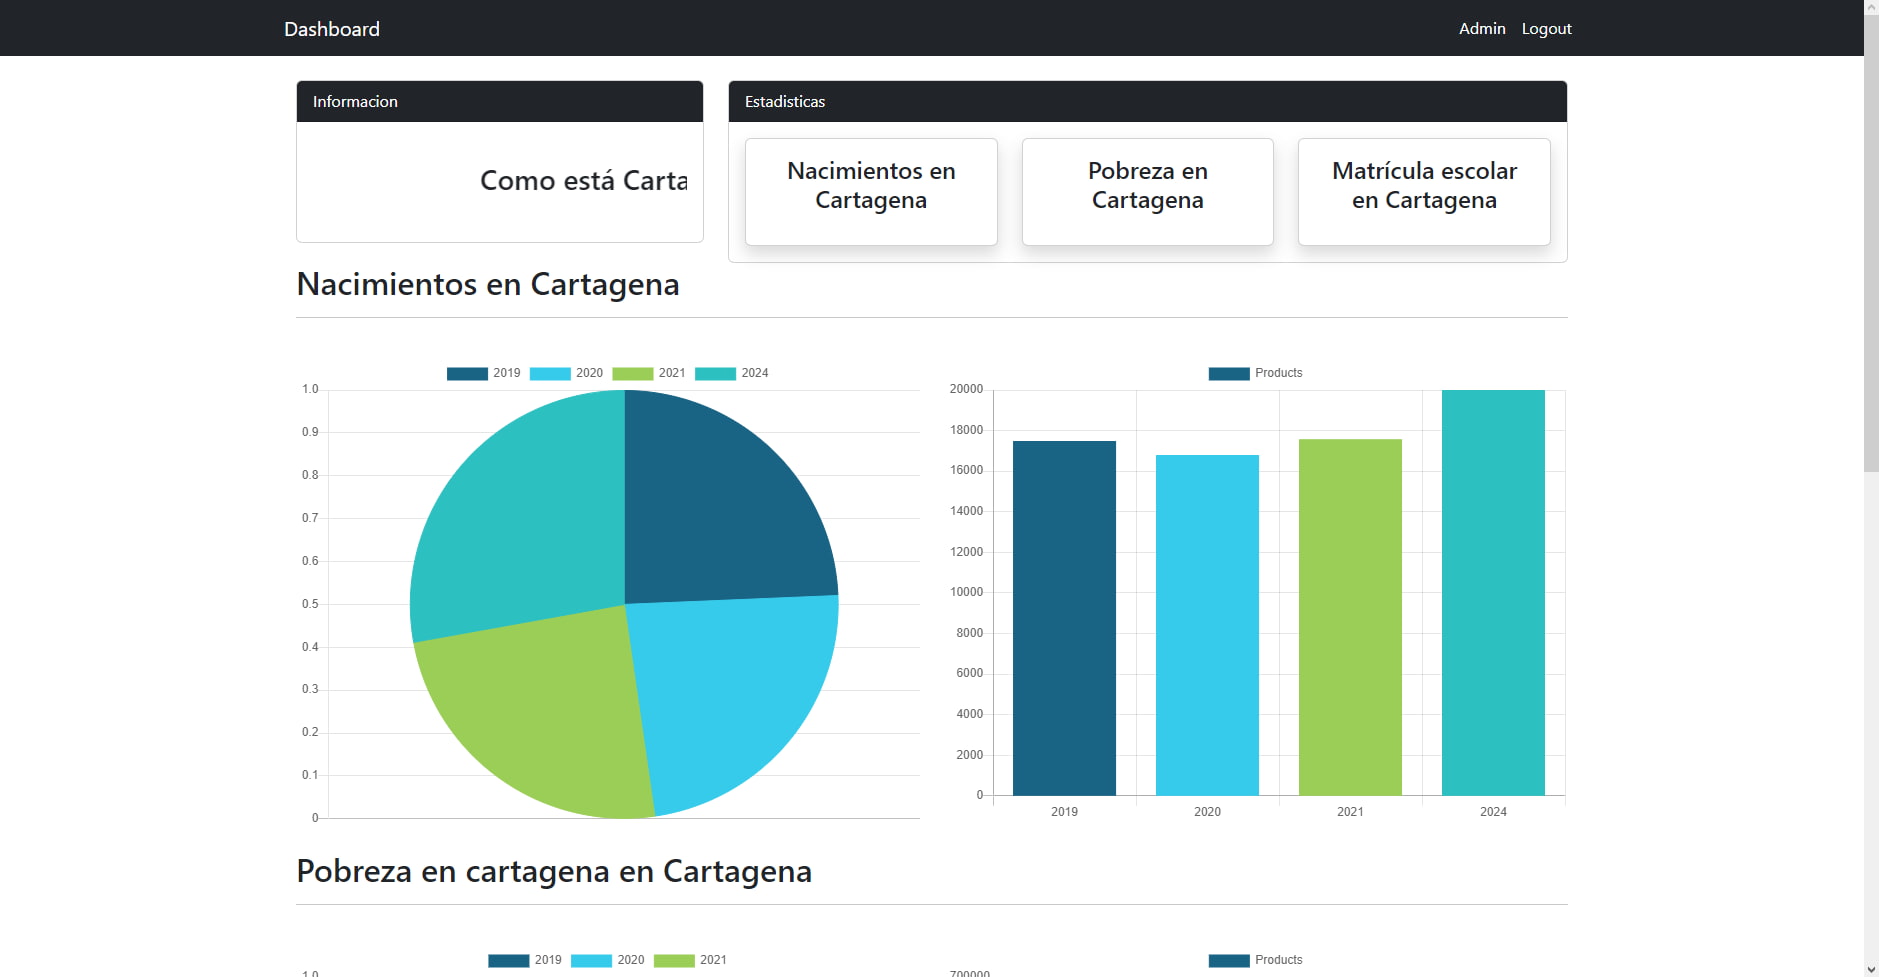 Dashboard
Admin Logout
Informacion
Como está Carta
Estadisticas
Nacimientos en
Cartagena
Pobreza en
Cartagena
Matrícula escolar
en Cartagena
Nacimientos en Cartagena
2019 2020 2021 2024
1.0
0.9
0.8
0.7
0.6
0.5
0.4
0.3
0.2
0.1
0
Products
20000
18000
16000
14000
12000
10000
8000
6000
4000
2000
0
2019 2020 2021 2024
Pobreza en cartagena en Cartagena
2019 2020 2021
1.0
Products
700000